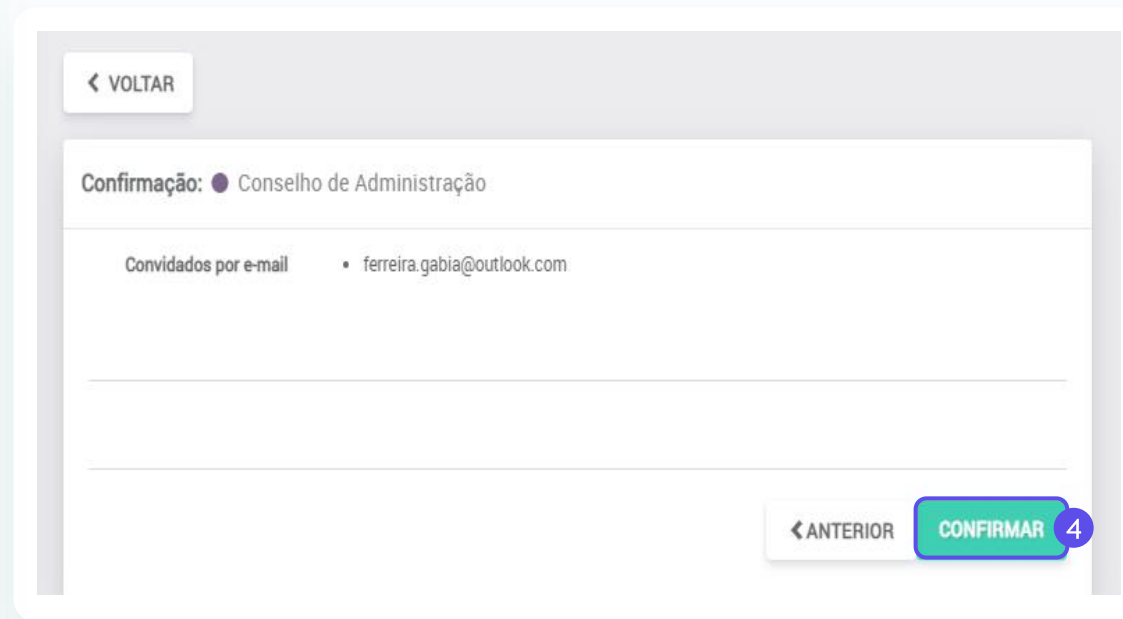 VOLTAR
Confirmação: Conselho de Administração
Convidados por e-mail • ferreira.gabia@outlook.com
ANTERIOR CONFIRMAR 4